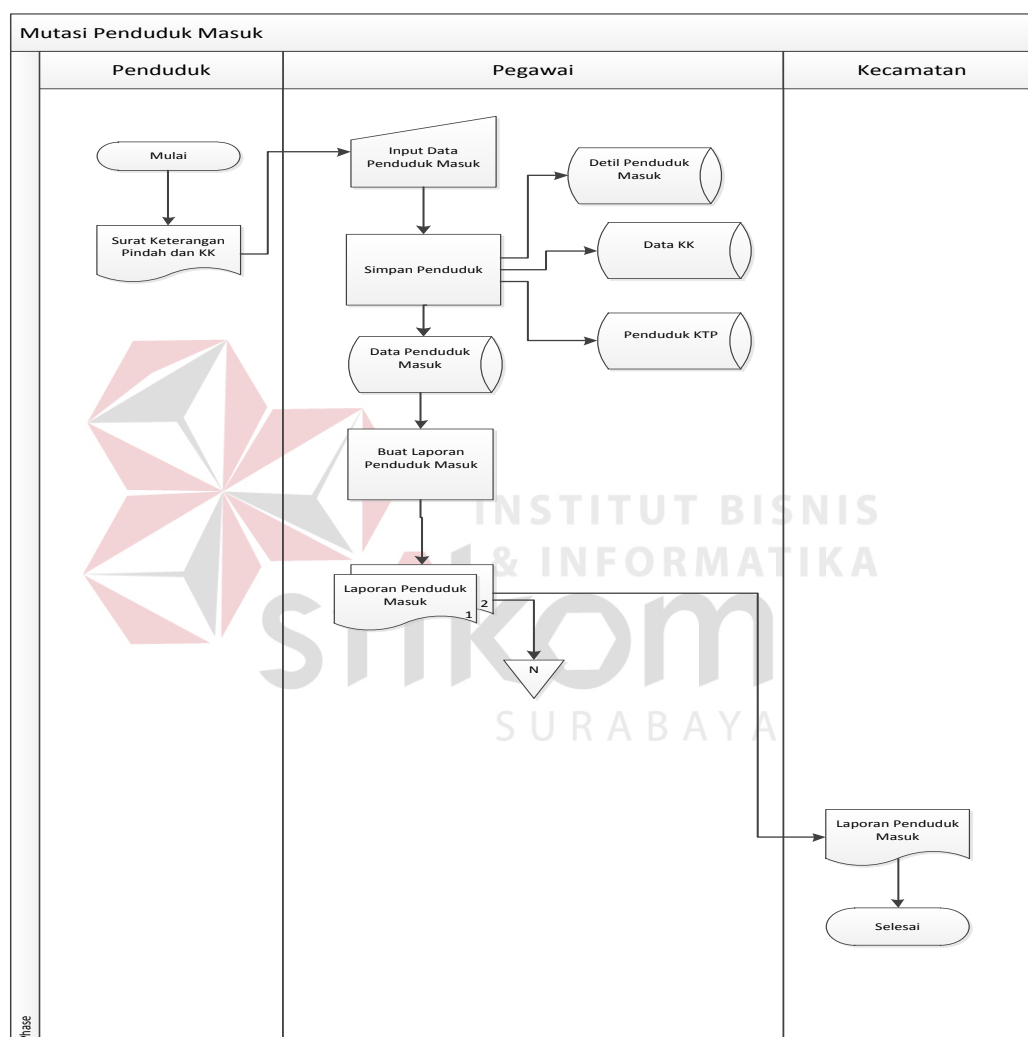 Mutasi Penduduk Masuk
Penduduk
Pegawai
Kecamatan
Mulai
Surat Keterangan
Pindah dan KK
Input Data
Penduduk Masuk
Simpan Penduduk
Detil Penduduk
Masuk
Data KK
Penduduk KTP
Data Penduduk
Masuk
Buat Laporan
Penduduk Masuk
Laporan Penduduk
Masuk
1
2
N
Laporan Penduduk
Masuk
Selesai
INSTITUT BISNIS
& INFORMATIKA
stikom
SURABAYA
Phase